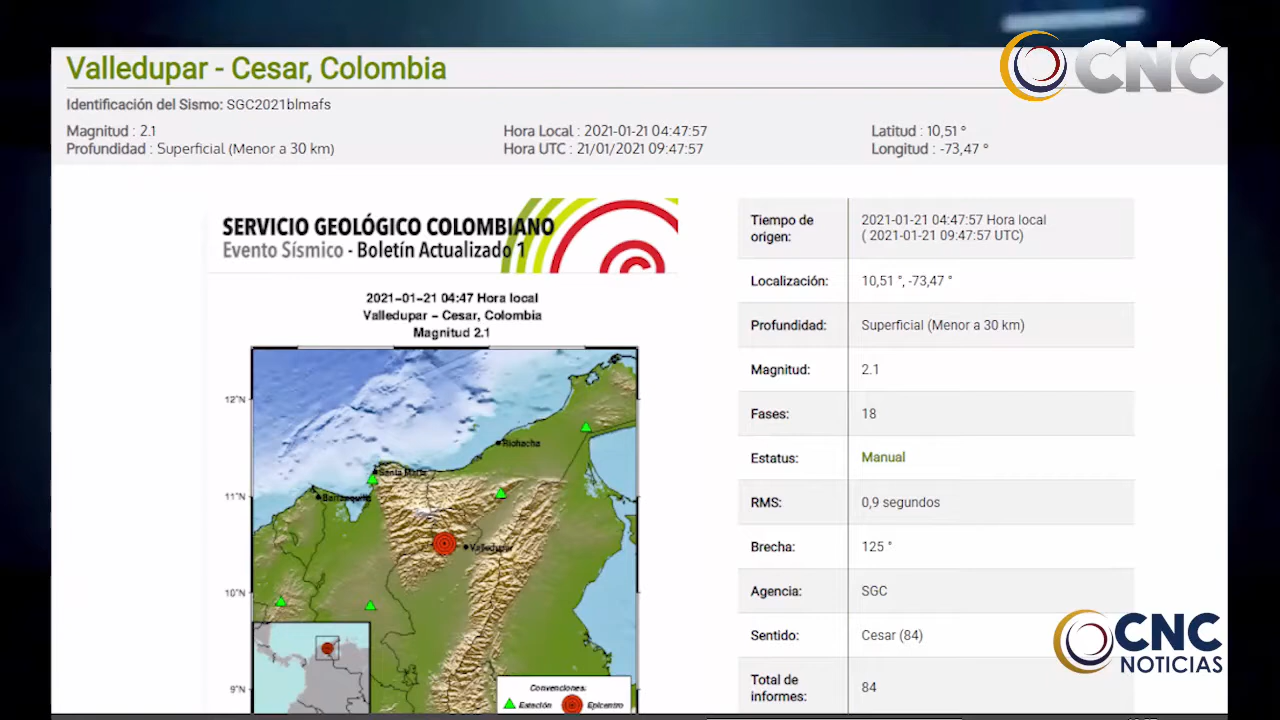 Valledupar - Cesar, Colombia
CNC
Identificación del Sismo: SGC2021blmafs
Magnitud : 2.1
Profundidad : Superficial (Menor a 30 km)
Hora Local : 2021-01-21 04:47:57
Hora UTC : 21/01/2021 09:47:57
Latitud : 10,51 °
Longitud : -73,47 °
SERVICIO GEOLÓGICO COLOMBIANO
Evento Sísmico - Boletín Actualizado 1
2021-01-21 04:47 Hora local
Valledupar - Cesar, Colombia
Magnitud 2.1
12°N
11°N
10°N
9°N
Riohacha
Santa Marta
Barranquilla
Valledupar
Convenciones:
Estación
Epicentro
Tiempo de origen:
2021-01-21 04:47:57 Hora local
( 2021-01-21 09:47:57 UTC)
Localización:
10,51 °, -73,47 °
Profundidad:
Superficial (Menor a 30 km)
Magnitud:
2.1
Fases:
18
Estatus:
Manual
RMS:
0,9 segundos
Brecha:
125 °
Agencia:
SGC
Sentido:
Cesar (84)
Total de informes:
84
CNC
NOTICIAS